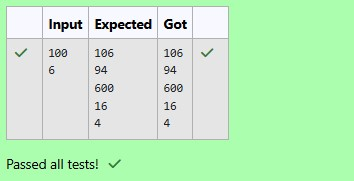 Input Expected Got
100 106 106
6 94 94
600 600
16 16
4 4
Passed all tests!